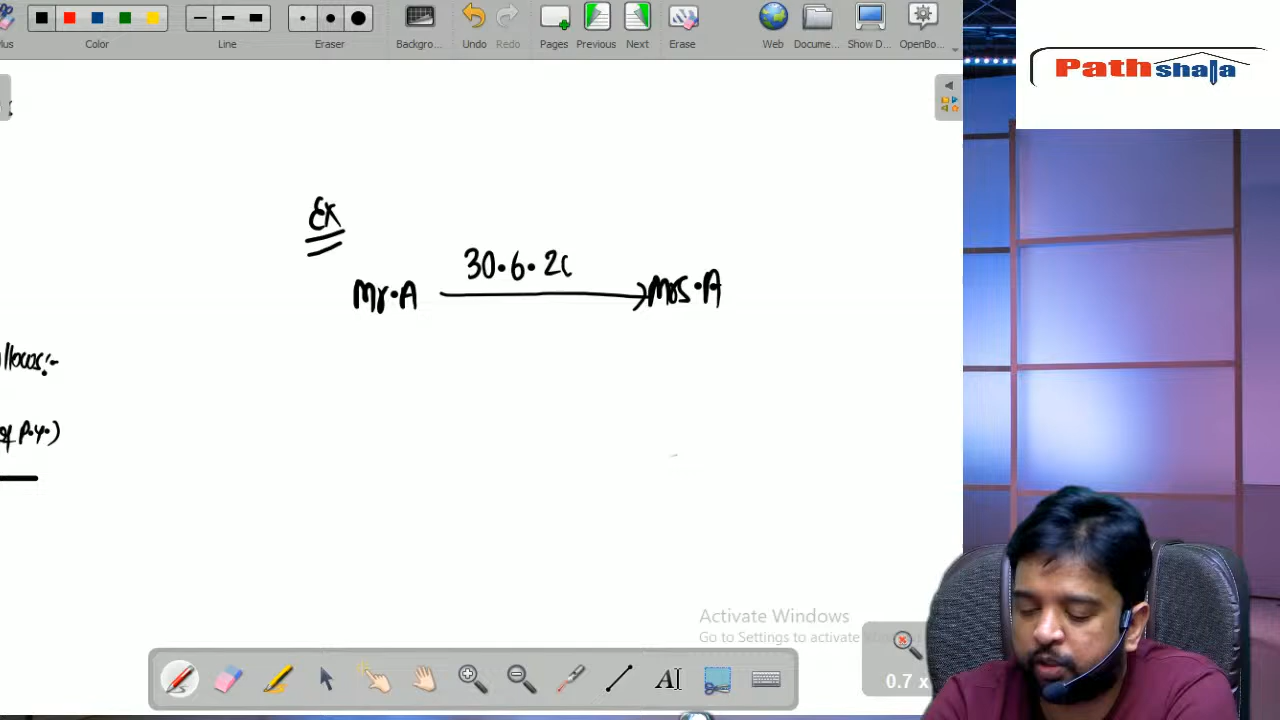 Color Line Eraser Backgro... Undo Redo Pages Previous Next Erase Web Docume... Show D... OpenBo...
Pathshala
Ex
30.6.20
Mr.A Mrs.A
of P.Y.)
Activate Windows
Go to Settings to activate
0.7 x